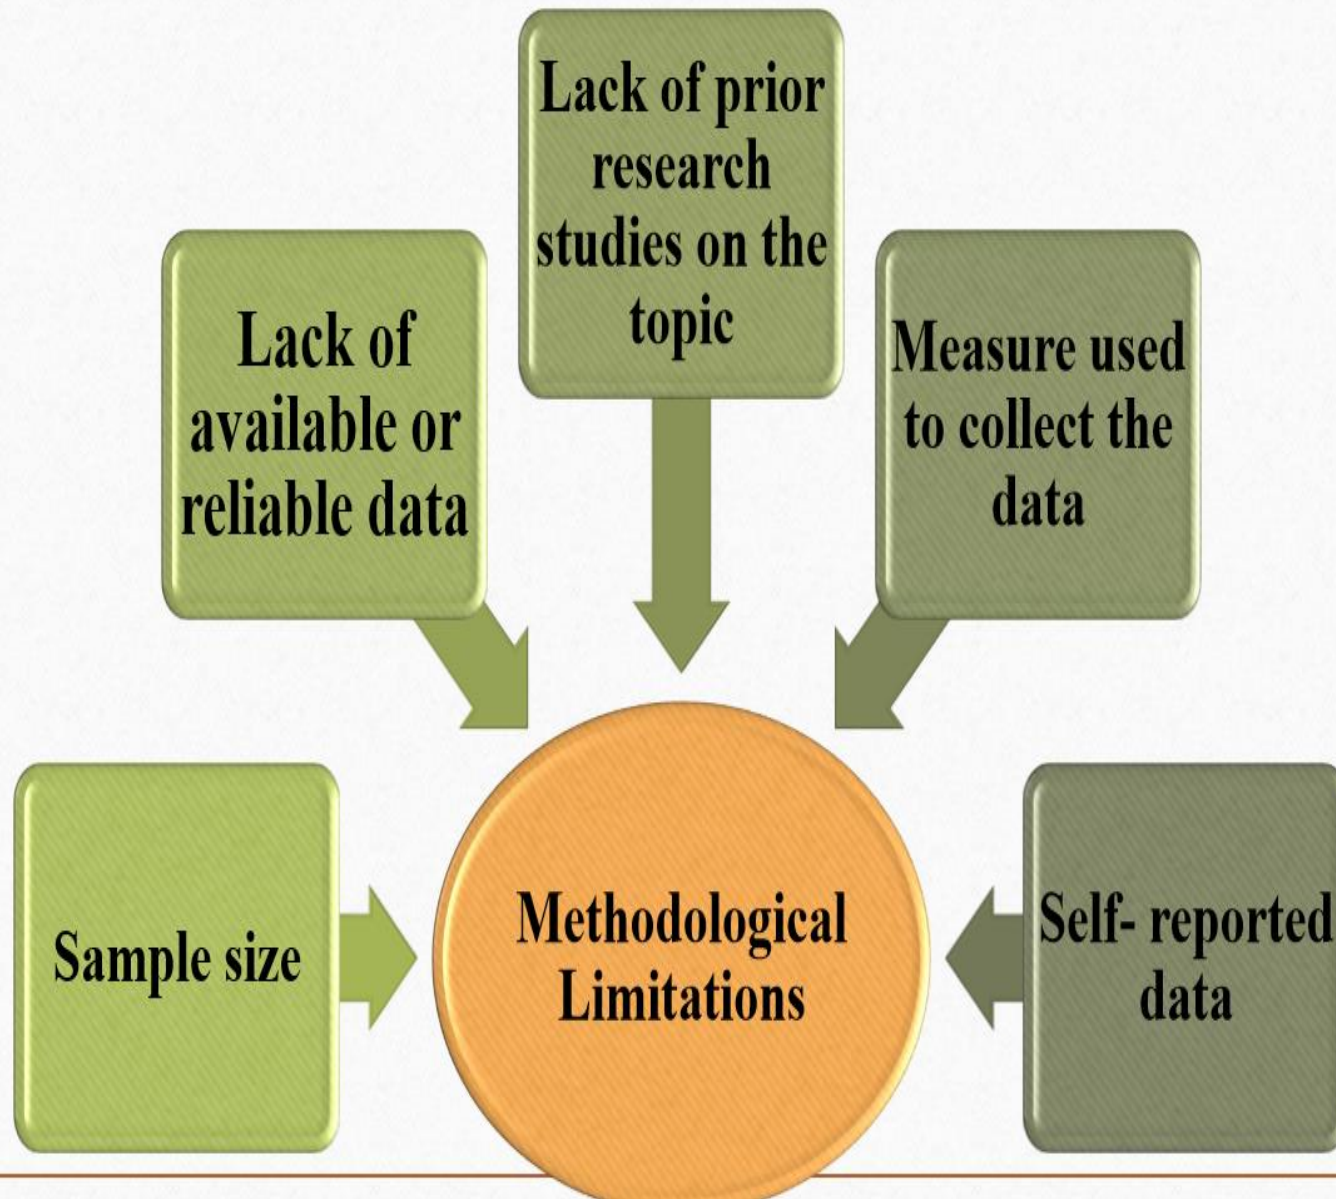 Lack of prior
research
studies on the
topic
Lack of
available or
reliable data
Measure used
to collect the
data
Sample size
Methodological
Limitations
Self- reported
data